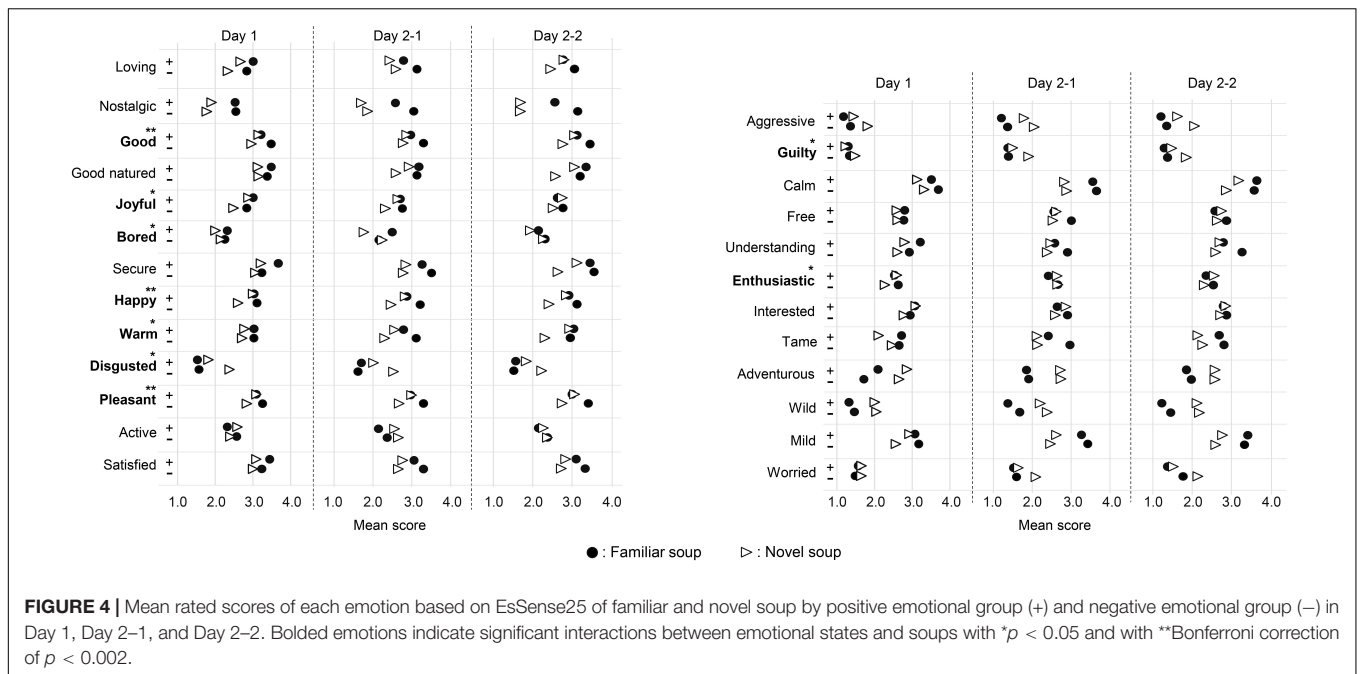 Day 1 Day 2-1 Day 2-2
Loving + −
Nostalgic + −
**
Good + −
Good natured + −
*
Joyful + −
*
Bored + −
Secure + −
**
Happy + −
*
Warm + −
*
Disgusted + −
**
Pleasant + −
Active + −
Satisfied + −
1.0 2.0 3.0 4.0 1.0 2.0 3.0 4.0 1.0 2.0 3.0 4.0
Mean score
Day 1 Day 2-1 Day 2-2
Aggressive + −
*
Guilty + −
Calm + −
Free + −
Understanding + −
*
Enthusiastic + −
Interested + −
Tame + −
Adventurous + −
Wild + −
Mild + −
Worried + −
1.0 2.0 3.0 4.0 1.0 2.0 3.0 4.0 1.0 2.0 3.0 4.0
Mean score
● : Familiar soup ▷ : Novel soup
FIGURE 4 | Mean rated scores of each emotion based on EsSense25 of familiar and novel soup by positive emotional group (+) and negative emotional group (−) in
Day 1, Day 2–1, and Day 2–2. Bolded emotions indicate significant interactions between emotional states and soups with *p < 0.05 and with **Bonferroni correction
of p < 0.002.